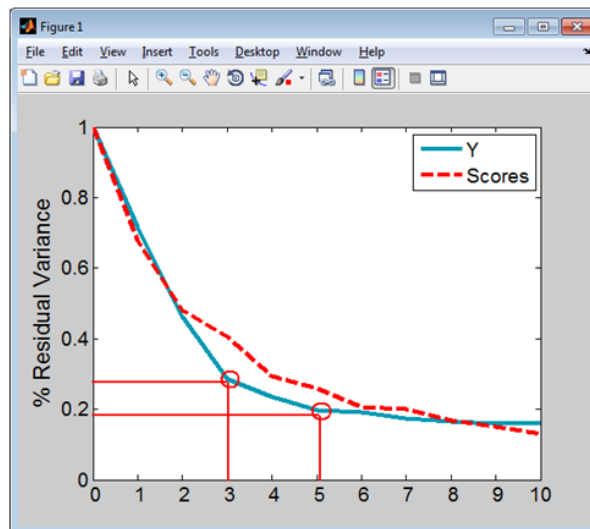 Figure 1
File Edit View Insert Tools Desktop Window Help
1
0.8
0.6
0.4
0.2
0
% Residual Variance
Y
Scores
0 1 2 3 4 5 6 7 8 9 10